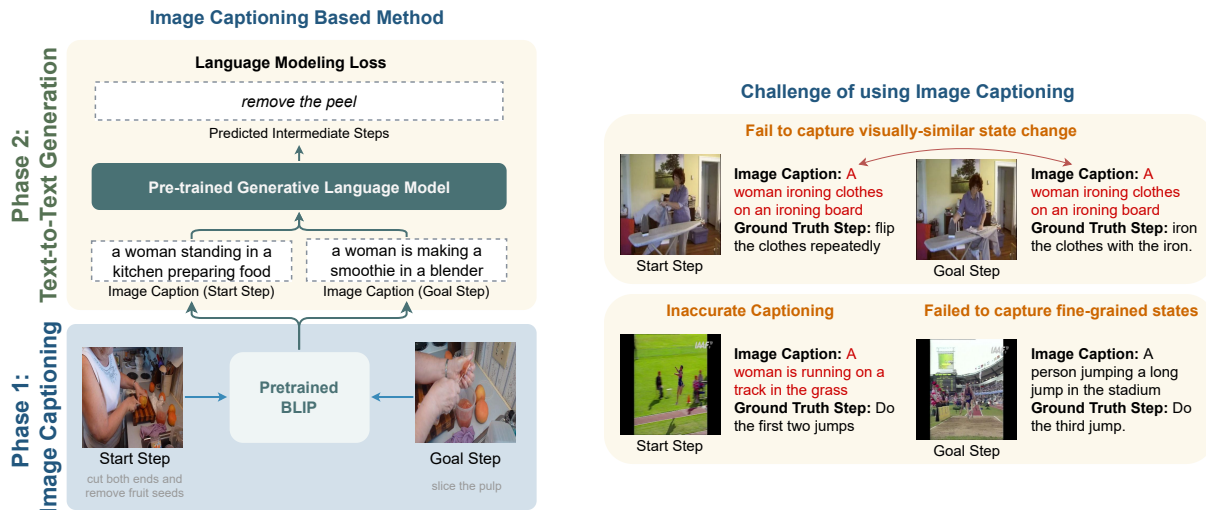 Image Captioning Based Method
Phase 2:
Text-to-Text Generation
Language Modeling Loss
remove the peel
Predicted Intermediate Steps
Pre-trained Generative Language Model
a woman standing in a
kitchen preparing food
Image Caption (Start Step)
a woman is making a
smoothie in a blender
Image Caption (Goal Step)
Phase 1:
Image Captioning
Pretrained
BLIP
Start Step
cut both ends and
remove fruit seeds
Goal Step
slice the pulp
Challenge of using Image Captioning
Fail to capture visually-similar state change
Image Caption: A
woman ironing clothes
on an ironing board
Ground Truth Step: flip
the clothes repeatedly
Start Step
Image Caption: A
woman ironing clothes
on an ironing board
Ground Truth Step: iron
the clothes with the iron.
Goal Step
Inaccurate Captioning
IAAF
Image Caption: A
woman is running on a
track in the grass
Ground Truth Step: Do
the first two jumps
Start Step
Failed to capture fine-grained states
IAAF
Image Caption: A
person jumping a long
jump in the stadium
Ground Truth Step: Do
the third jump.
Goal Step